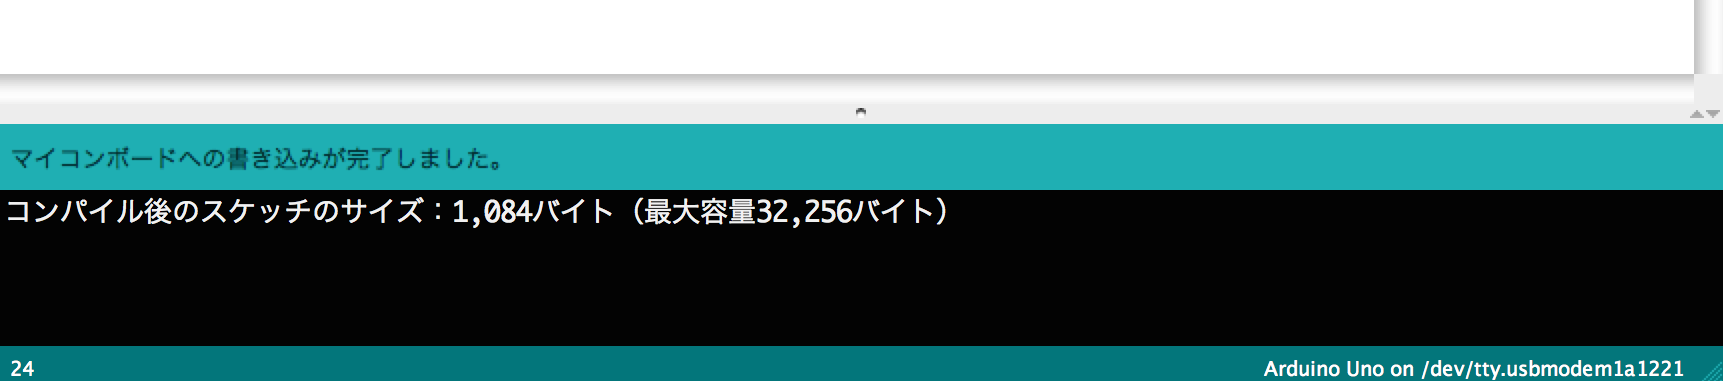 マイコンボードへの書き込みが完了しました。
コンパイル後のスケッチのサイズ：1,084バイト（最大容量32,256バイト）
24
Arduino Uno on /dev/tty.usbmodem1a1221